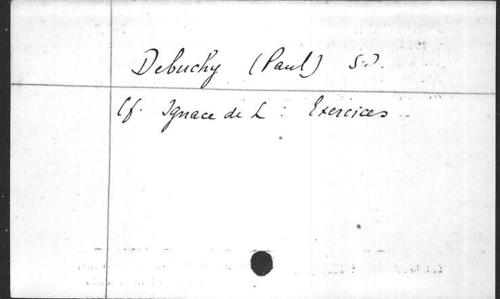 Debuchy (Paul) S.J.
Cf. Ignace de L : Exercices